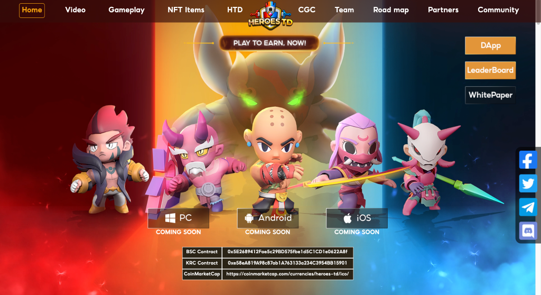 Home Video Gameplay NFT Items HTD HEROES TD CGC Team Road map Partners Community
PLAY TO EARN, NOW!
DApp
LeaderBoard
WhitePaper
PC Android iOS
COMING SOON COMING SOON COMING SOON
BSC Contract
KRC Contract
CoinMarketCap https://coinmarketcap.com/currencies/heroes-td/ico/